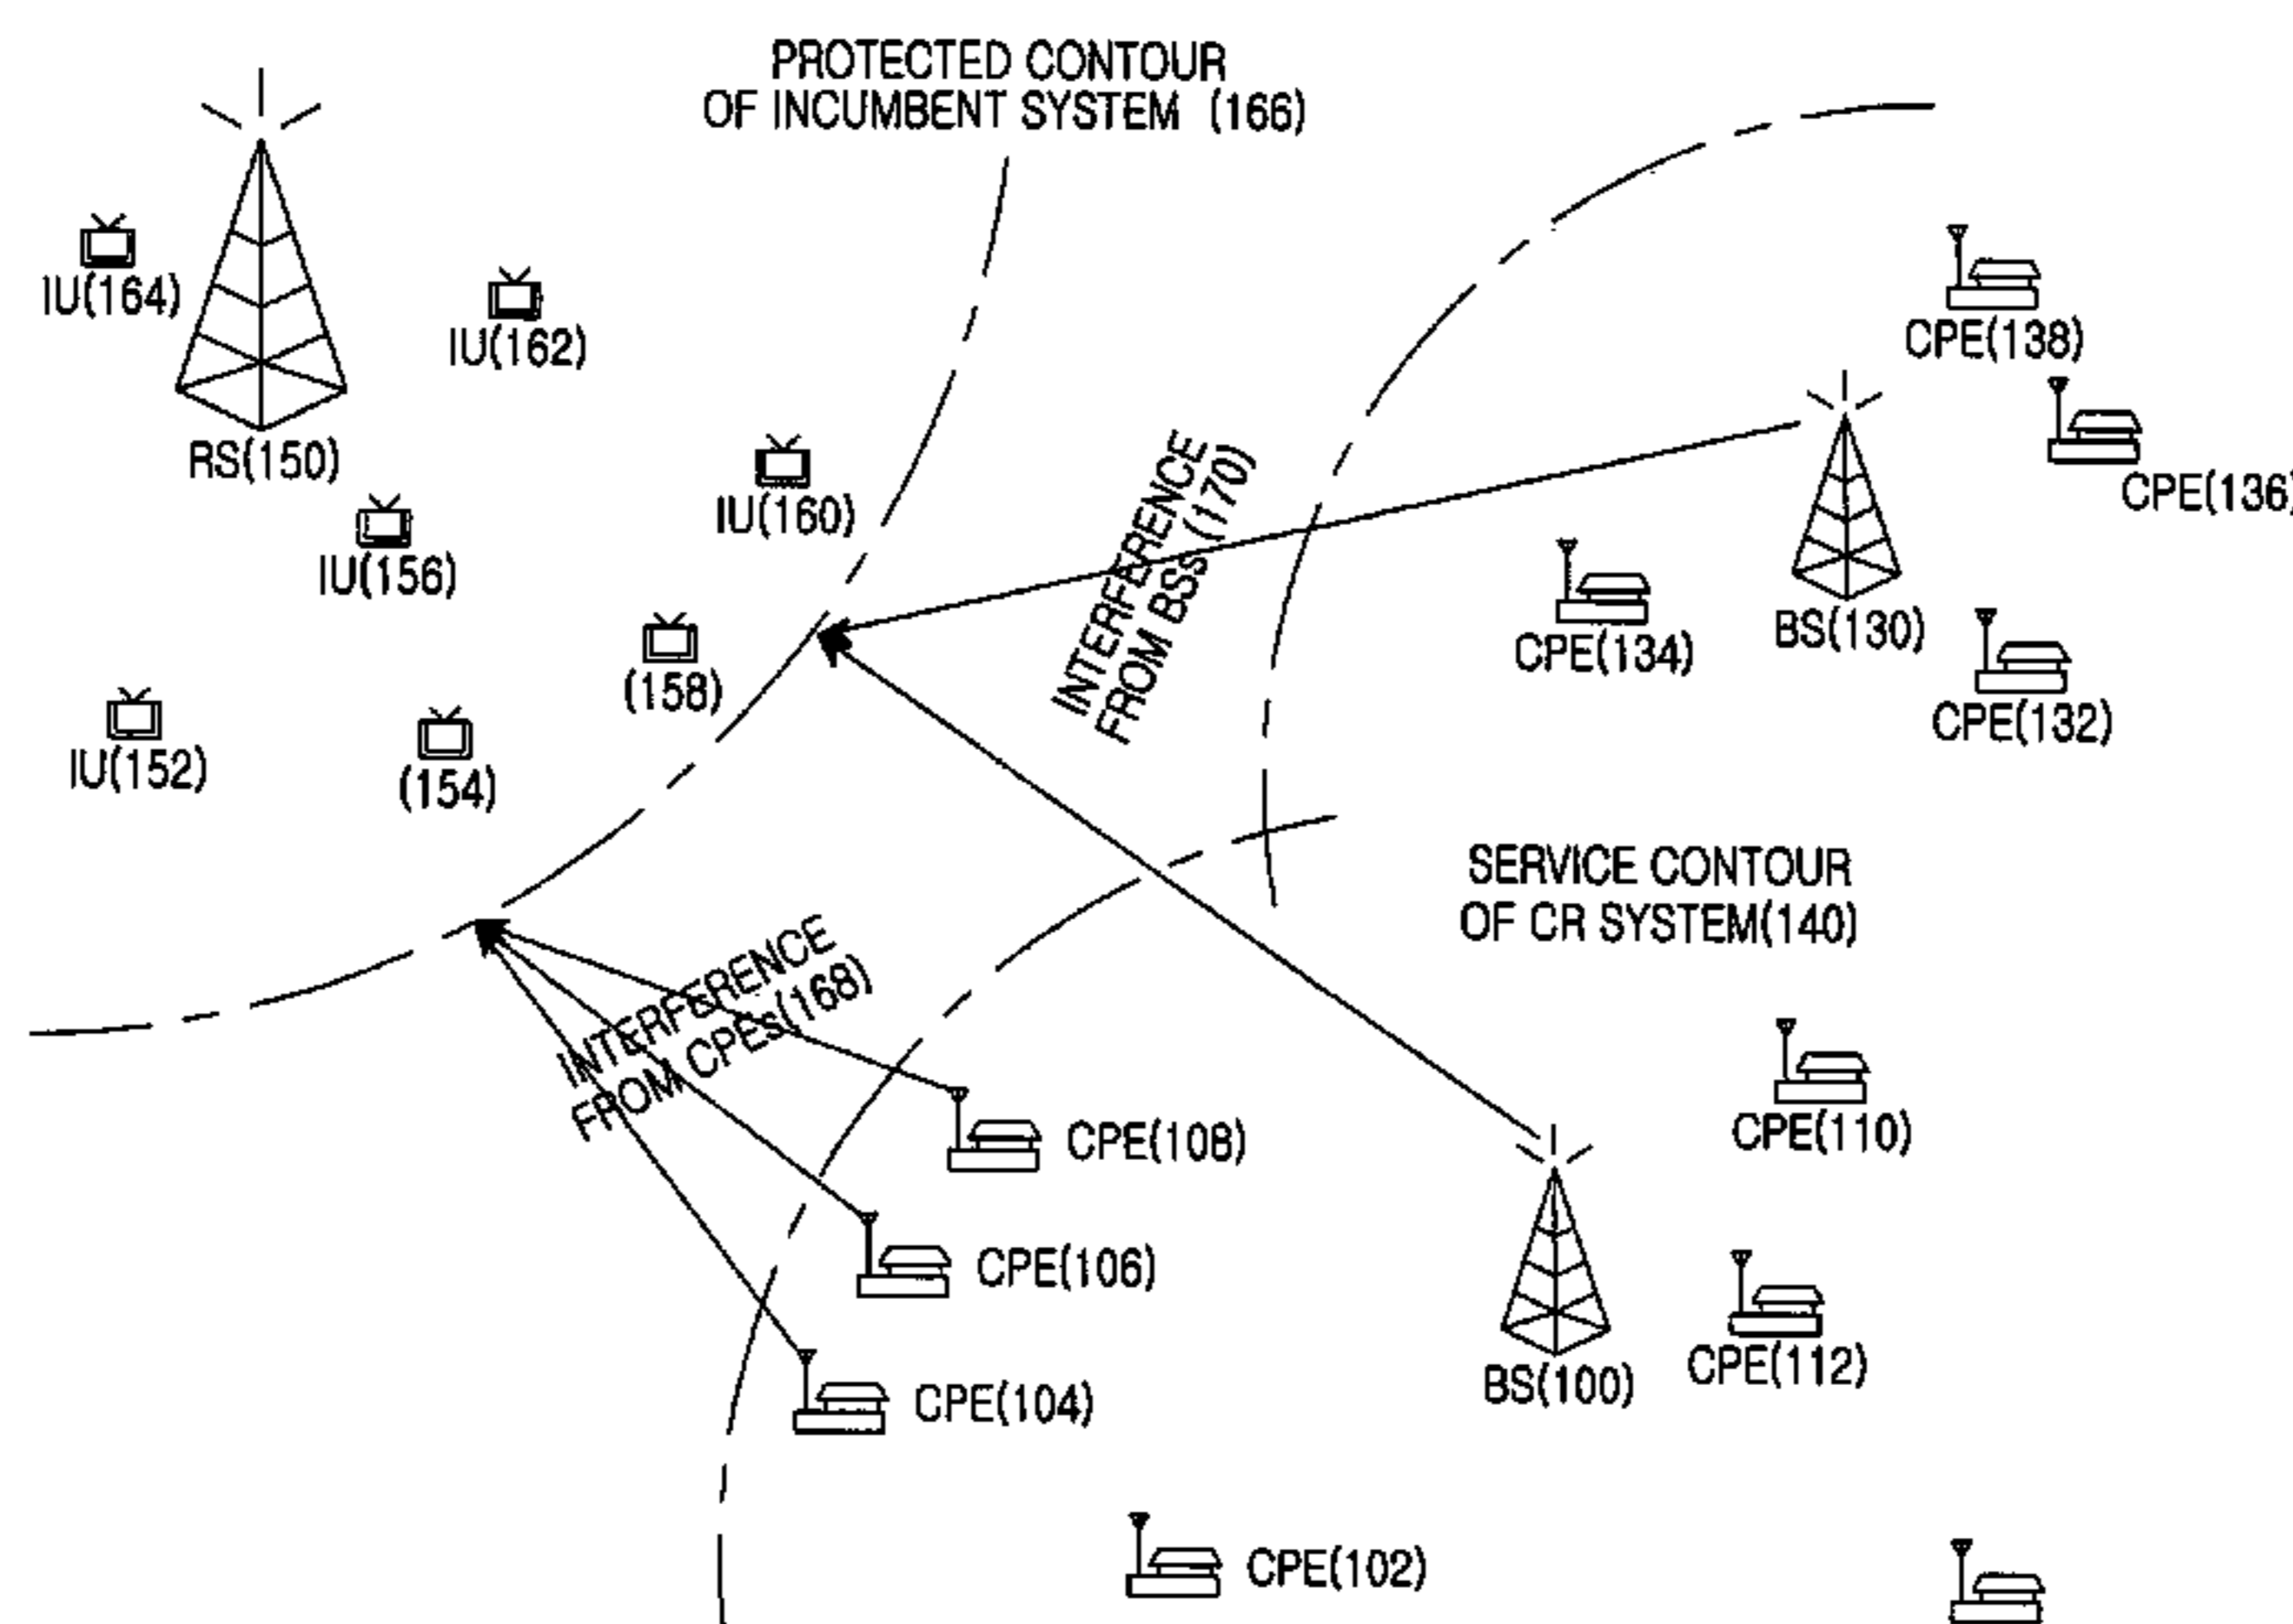 PROTECTED CONTOUR
OF INCUMBENT SYSTEM (166)
IU(164)
IU(162)
CPE(138)
RS(150)
IU(160)
CPE(136)
IU(156)
INTERFERENCE
FROM BSs (170)
BS(130)
CPE(134)
(158)
CPE(132)
IU(152)
(154)
SERVICE CONTOUR
OF CR SYSTEM(140)
INTERFERENCE
FROM CPEs(168)
CPE(108)
CPE(110)
CPE(106)
CPE(112)
BS(100)
CPE(104)
CPE(102)